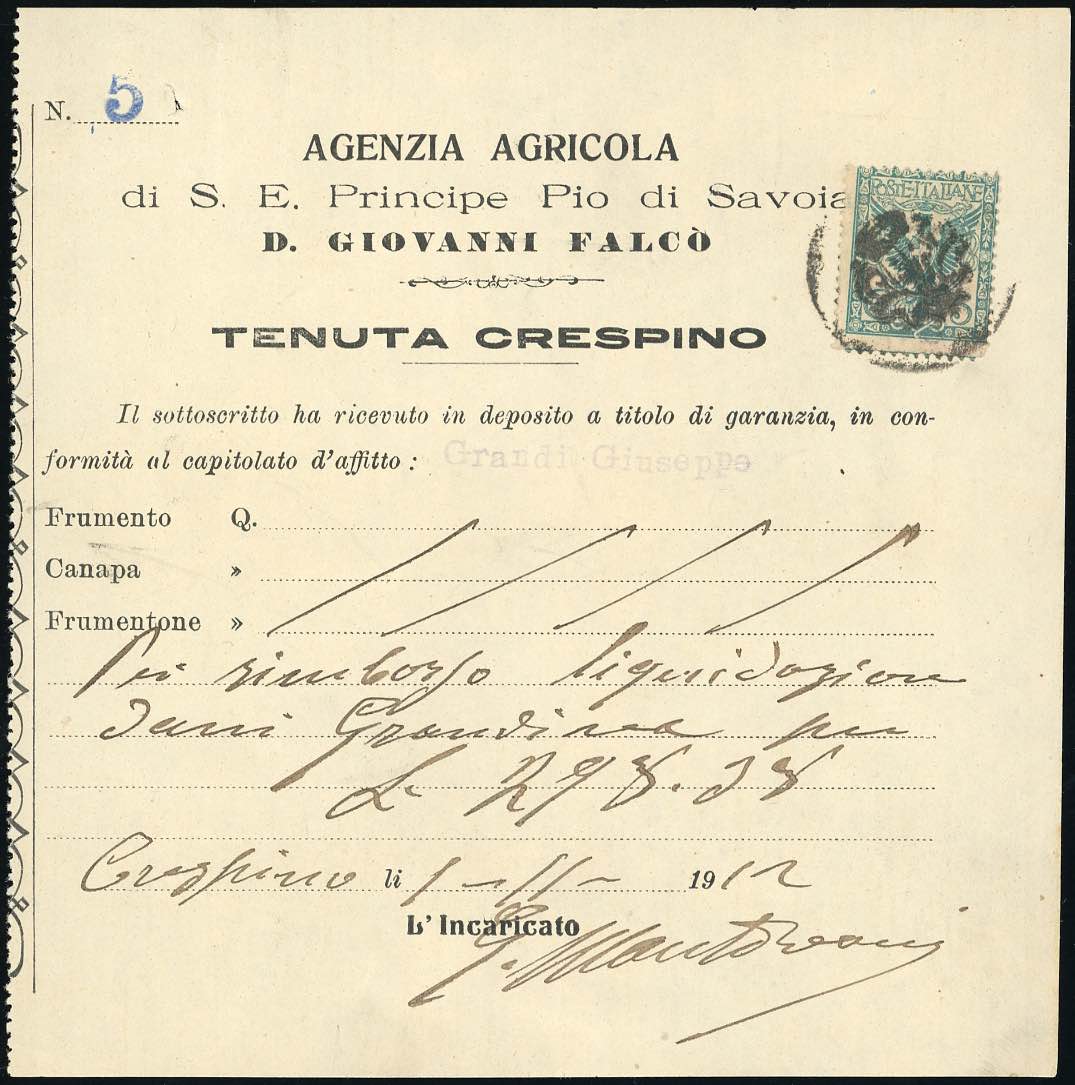 N. 5
AGENZIA AGRICOLA
di S. E. Principe Pio di Savoia
D. GIOVANNI FALCÒ
POSTE·ITALIANE
TENUTA CRESPINO
Il sottoscritto ha ricevuto in deposito a titolo di garanzia, in con-
formità al capitolato d'affitto : Grandi Giuseppe
Frumento Q.
Canapa »
Frumentone »
Per rimborso liquidazione
danni Grandine per
L. 298.38
Crespino li 1-11- 1912
L' Incaricato
G. Mantovani